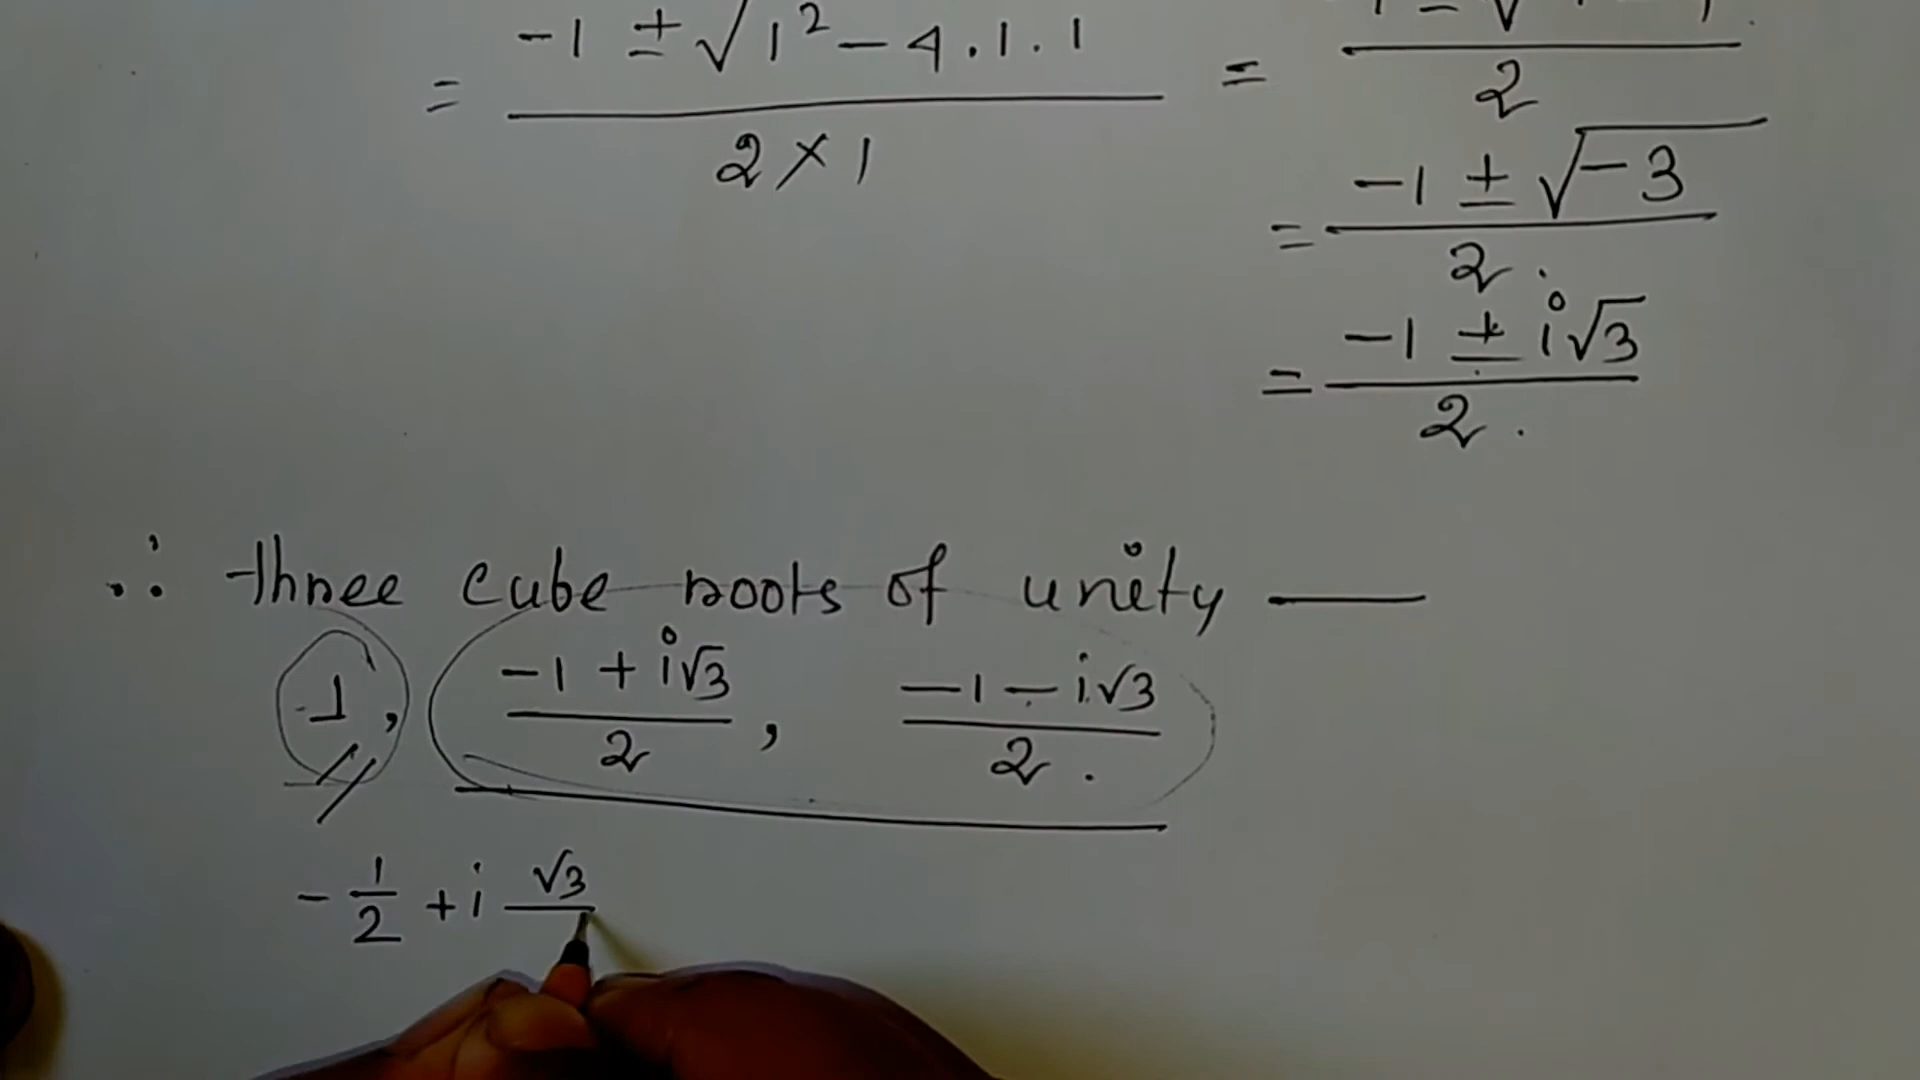 = (-1 ± √1² - 4.1.1) / (2 × 1) =
/ 2
= (-1 ± √-3) / 2.
= (-1 ± i√3) / 2.
∴ three cube roots of unity —
1, (-1 + i√3) / 2, (-1 - i√3) / 2.
- 1/2 + i √3 /